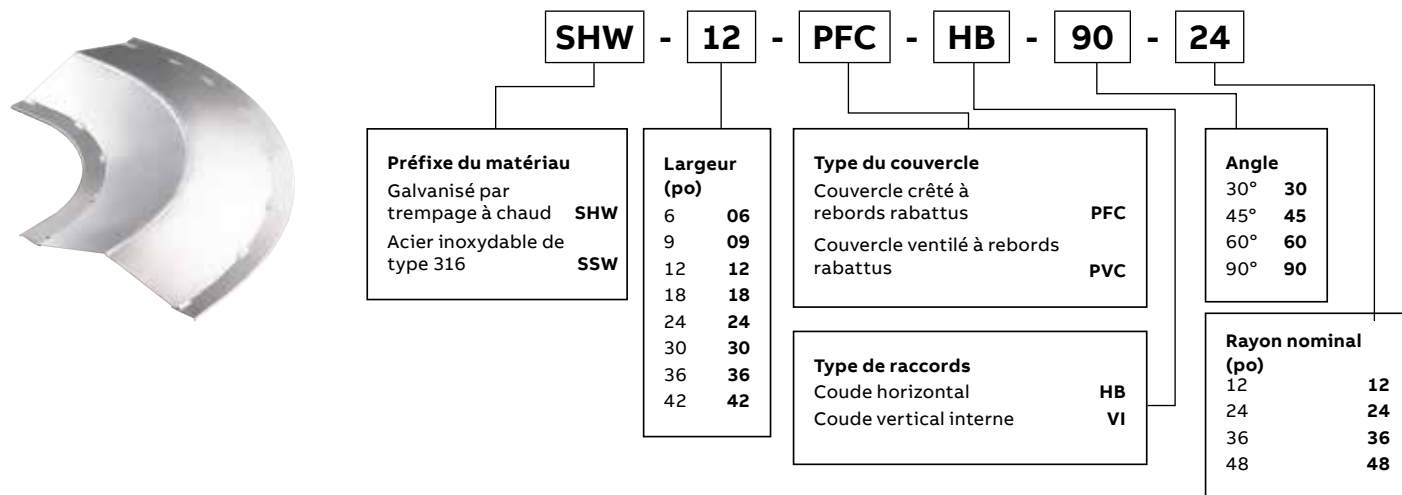 SHW - 12 - PFC - HB - 90 - 24
Préfixe du matériau
Galvanisé par
trempage à chaud SHW
Acier inoxydable de
type 316 SSW
Largeur
(po)
6 06
9 09
12 12
18 18
24 24
30 30
36 36
42 42
Type du couvercle
Couvercle crêté à
rebords rabattus PFC
Couvercle ventilé à rebords
rabattus PVC
Type de raccords
Coude horizontal HB
Coude vertical interne VI
Angle
30° 30
45° 45
60° 60
90° 90
Rayon nominal
(po)
12 12
24 24
36 36
48 48